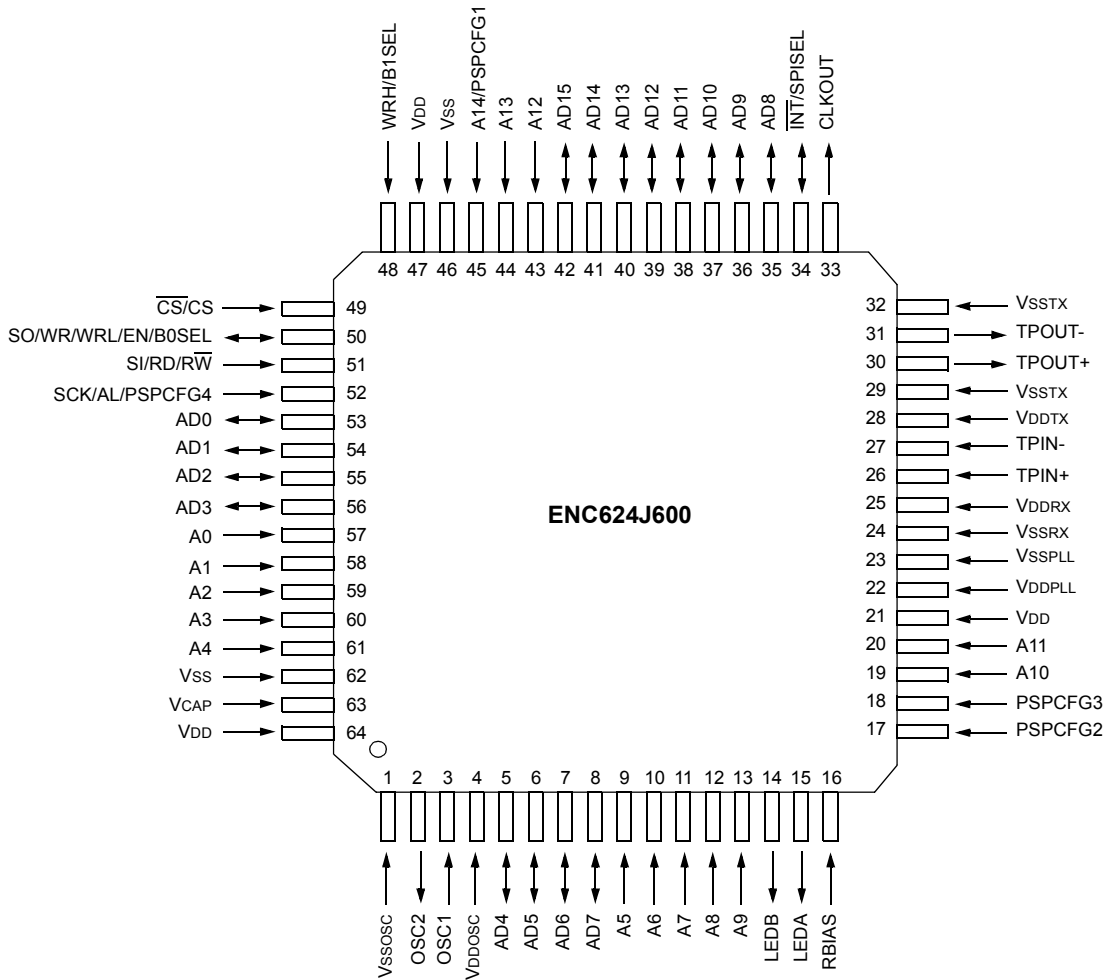 WRH/B1SEL
VDD
VSS
A14/PSPCFG1
A13
A12
AD15
AD14
AD13
AD12
AD11
AD10
AD9
AD8
I̅N̅T̅/SPISEL
CLKOUT
48 47 46 45 44 43 42 41 40 39 38 37 36 35 34 33
C̅S̅/CS 49
SO/WR/WRL/EN/B0SEL 50
SI/RD/RW̅ 51
SCK/AL/PSPCFG4 52
AD0 53
AD1 54
AD2 55
AD3 56
A0 57
A1 58
A2 59
A3 60
A4 61
VSS 62
VCAP 63
VDD 64
ENC624J600
32 VSSTX
31 TPOUT-
30 TPOUT+
29 VSSTX
28 VDDTX
27 TPIN-
26 TPIN+
25 VDDRX
24 VSSRX
23 VSSPLL
22 VDDPLL
21 VDD
20 A11
19 A10
18 PSPCFG3
17 PSPCFG2
1 2 3 4 5 6 7 8 9 10 11 12 13 14 15 16
VSSOSC
OSC2
OSC1
VDDOSC
AD4
AD5
AD6
AD7
A5
A6
A7
A8
A9
LEDB
LEDA
RBIAS